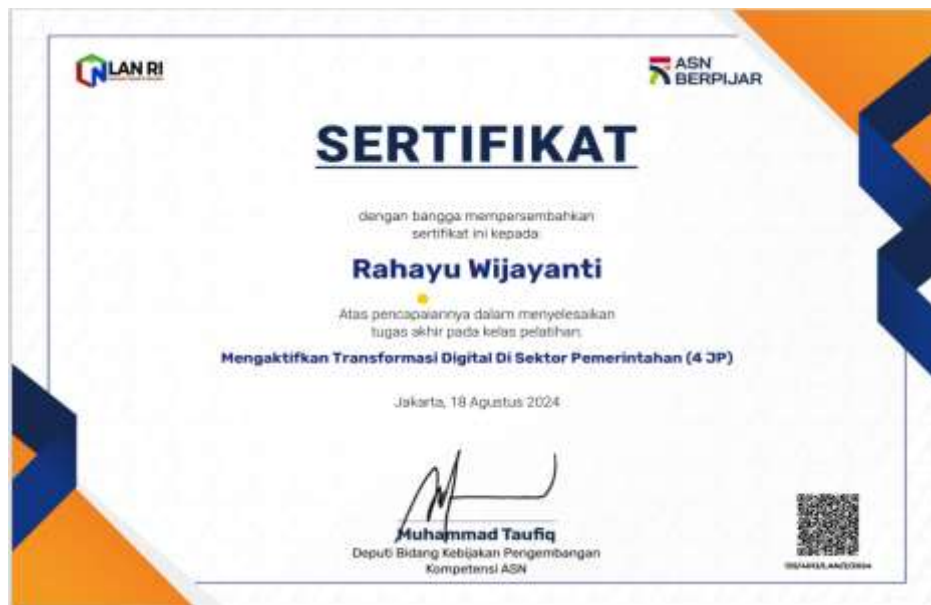 LAN RI
ASN
BERPIJAR
SERTIFIKAT
dengan bangga mempersembahkan
sertifikat ini kepada:
Rahayu Wijayanti
Atas pencapaiannya dalam menyelesaikan
tugas akhir pada kelas pelatihan:
Mengaktifkan Transformasi Digital Di Sektor Pemerintahan (4 JP)
Jakarta, 18 Agustus 2024
Muhammad Taufiq
Deputi Bidang Kebijakan Pengembangan
Kompetensi ASN